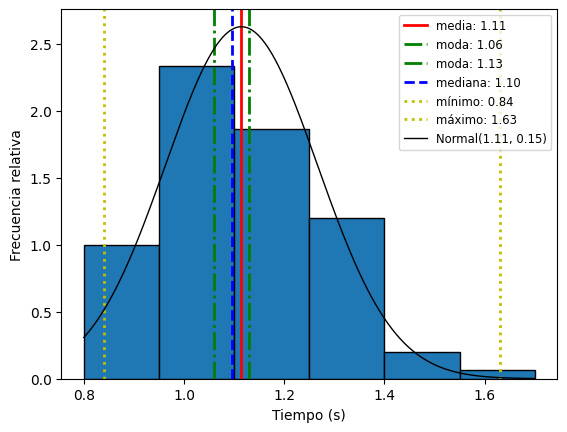 media: 1.11
moda: 1.06
moda: 1.13
mediana: 1.10
mínimo: 0.84
máximo: 1.63
Normal(1.11, 0.15)
Frecuencia relativa
2.5
2.0
1.5
1.0
0.5
0.0
0.8 1.0 1.2 1.4 1.6
Tiempo (s)